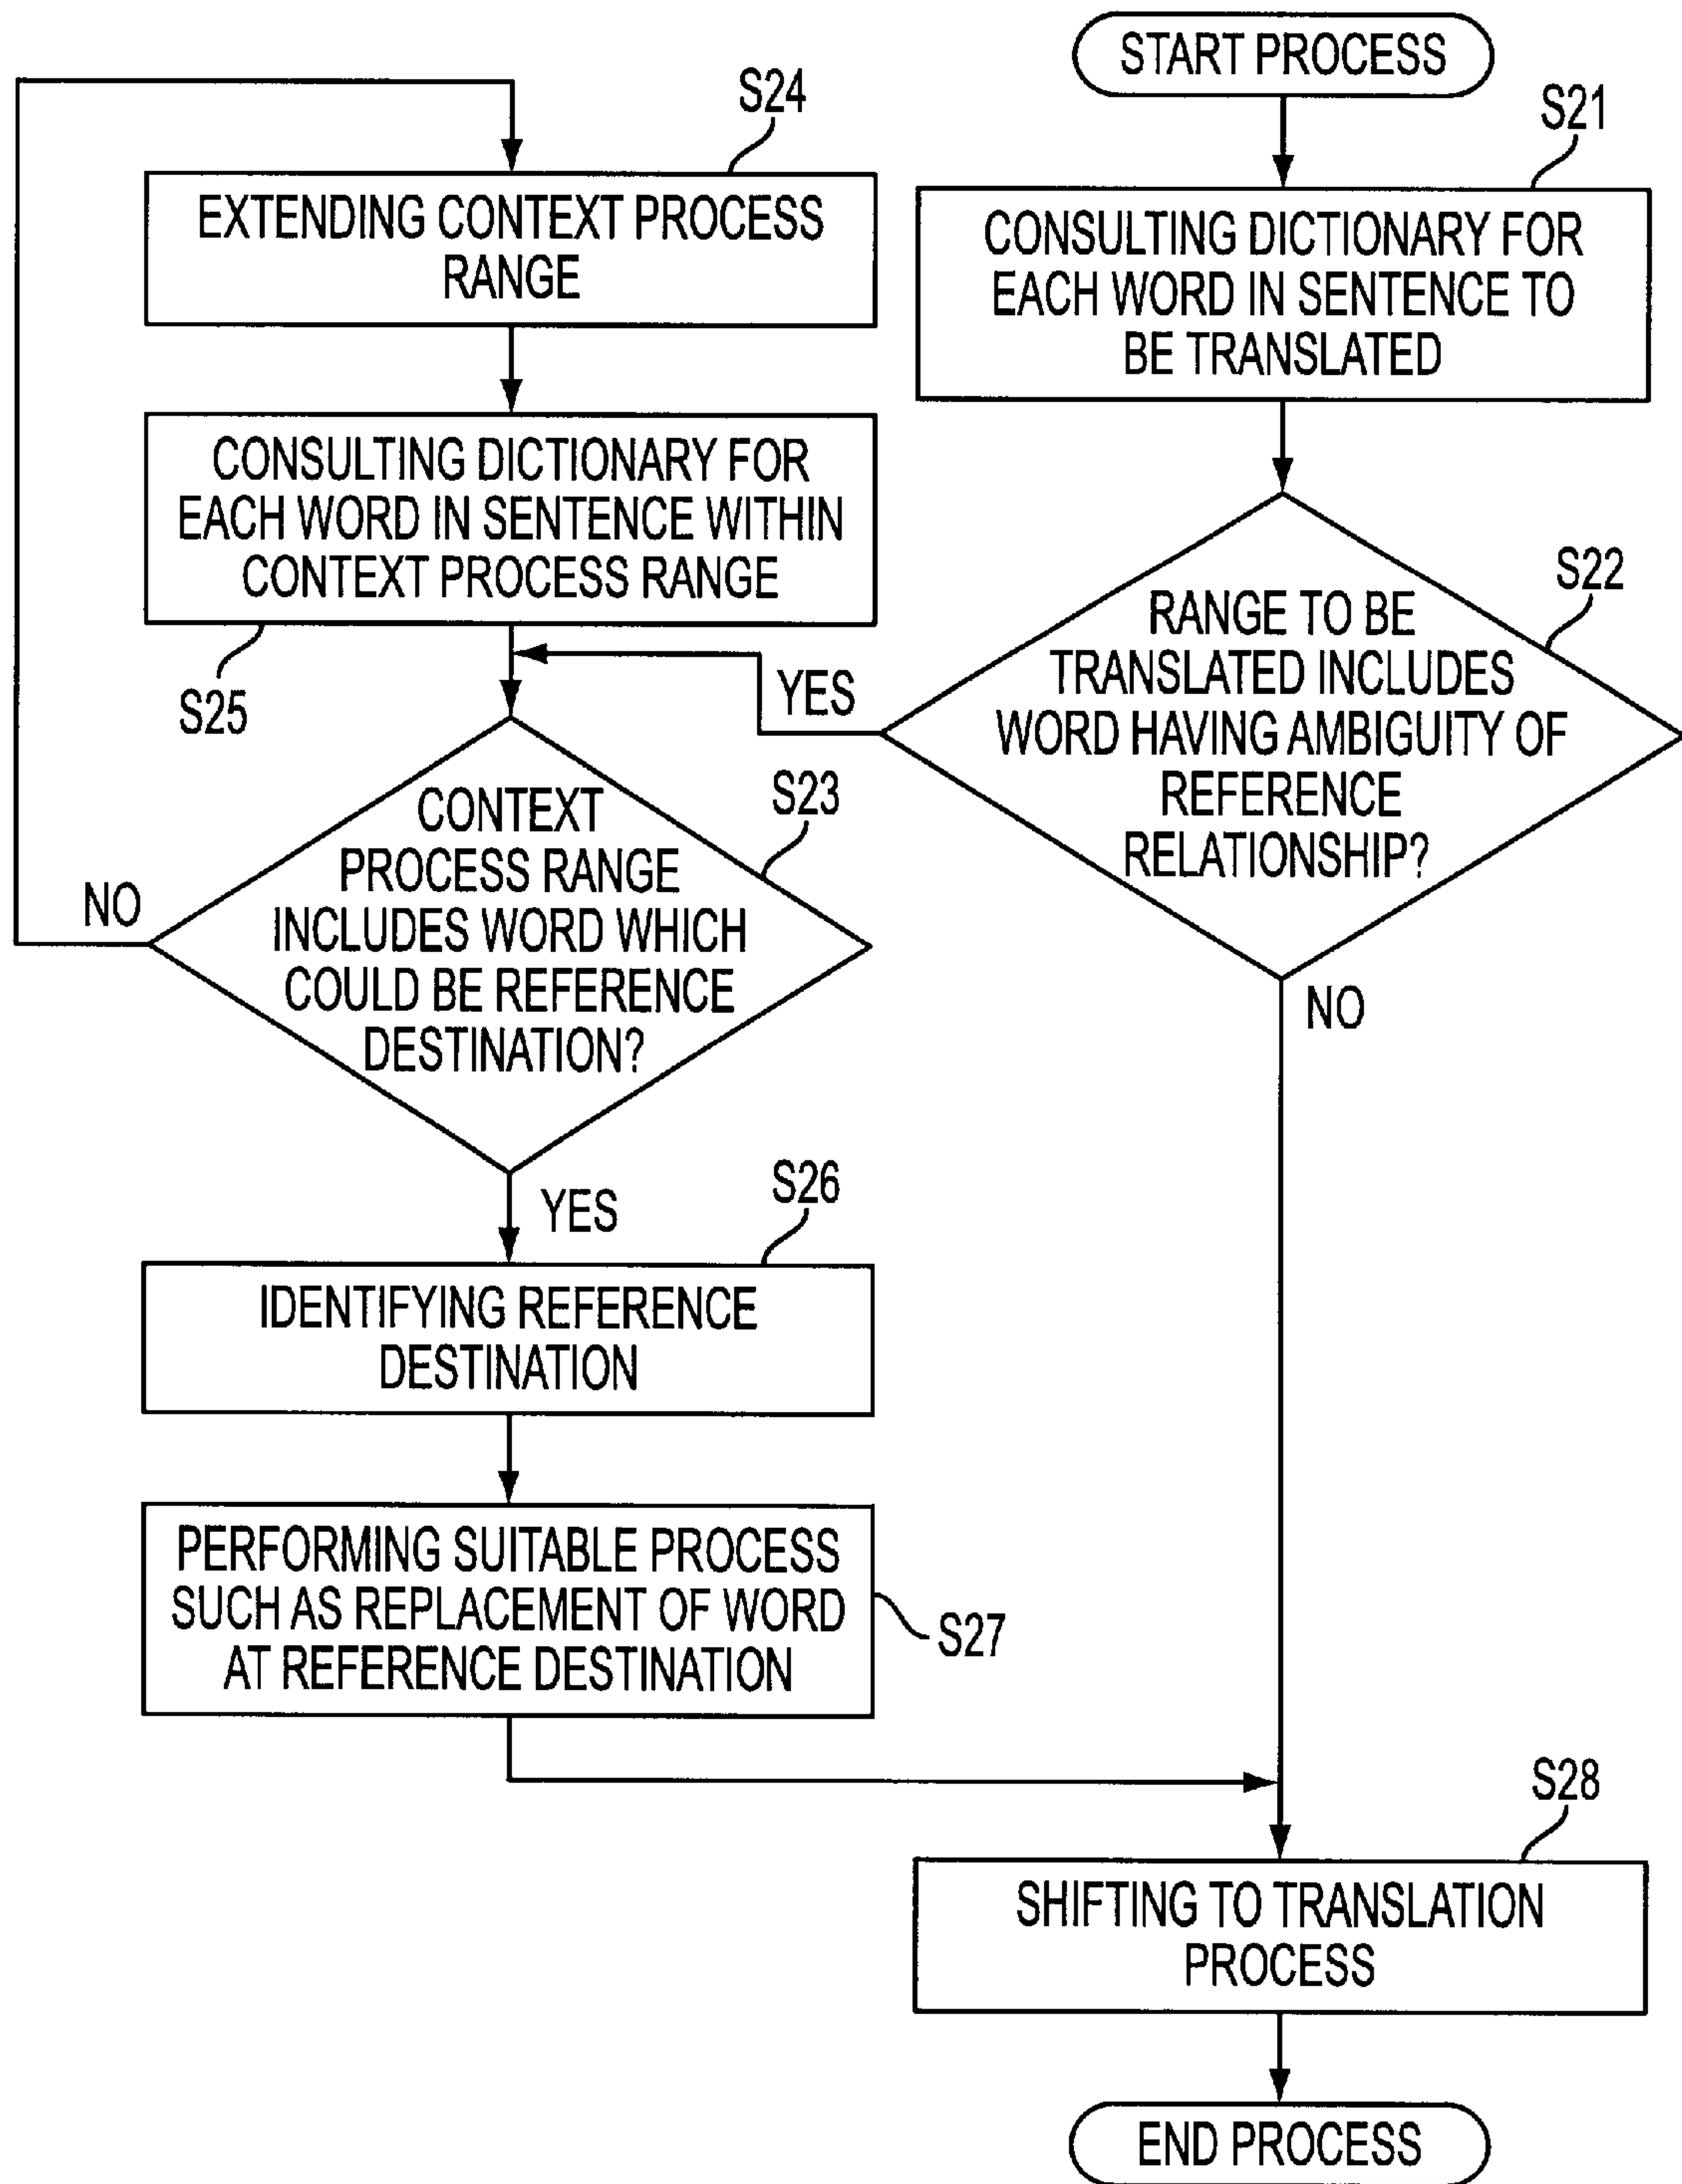 START PROCESS
S21
CONSULTING DICTIONARY FOR
EACH WORD IN SENTENCE TO
BE TRANSLATED
S22
RANGE TO BE
TRANSLATED INCLUDES
WORD HAVING AMBIGUITY OF
REFERENCE
RELATIONSHIP?
YES
NO
S24
EXTENDING CONTEXT PROCESS
RANGE
CONSULTING DICTIONARY FOR
EACH WORD IN SENTENCE WITHIN
CONTEXT PROCESS RANGE
S25
S23
CONTEXT
PROCESS RANGE
INCLUDES WORD WHICH
COULD BE REFERENCE
DESTINATION?
NO
YES
S26
IDENTIFYING REFERENCE
DESTINATION
PERFORMING SUITABLE PROCESS
SUCH AS REPLACEMENT OF WORD
AT REFERENCE DESTINATION
S27
S28
SHIFTING TO TRANSLATION
PROCESS
END PROCESS